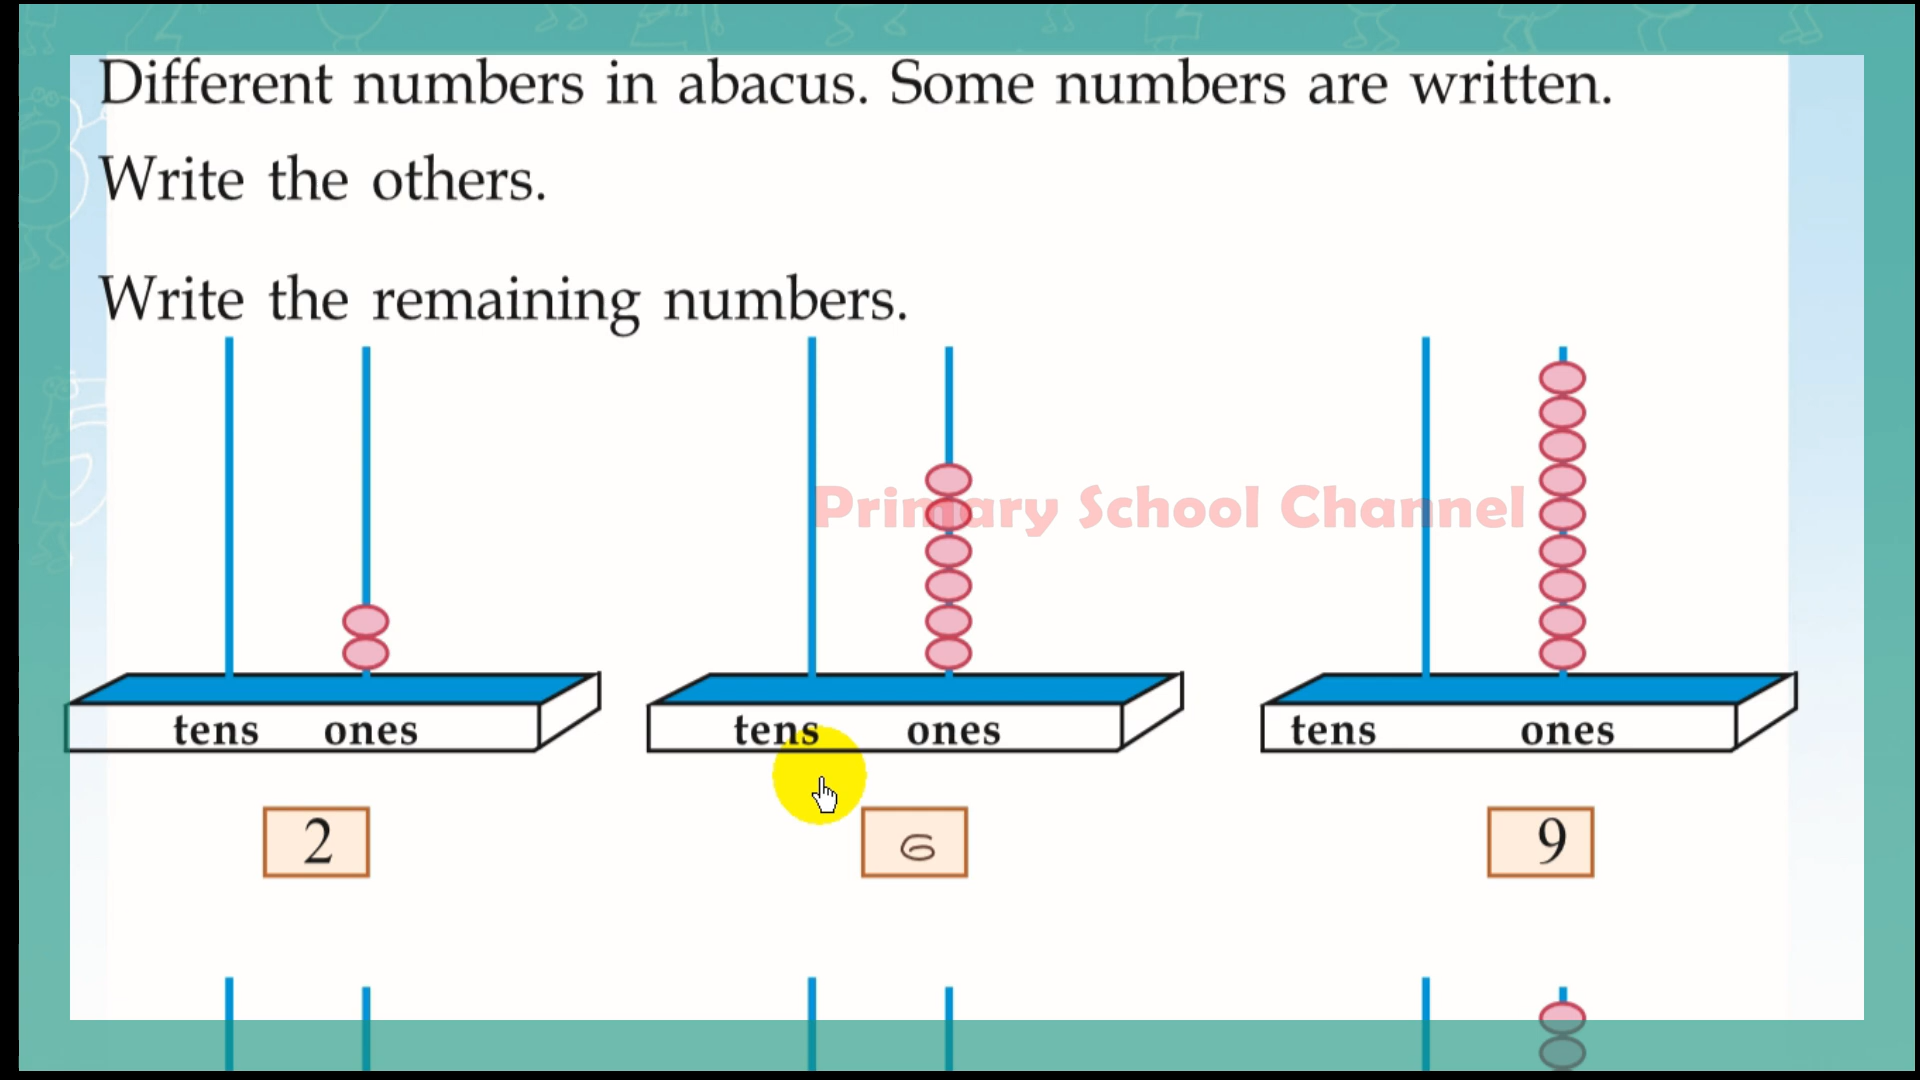 Different numbers in abacus. Some numbers are written.
Write the others.
Write the remaining numbers.
Primary School Channel
tens ones
tens ones
tens ones
2
6
9